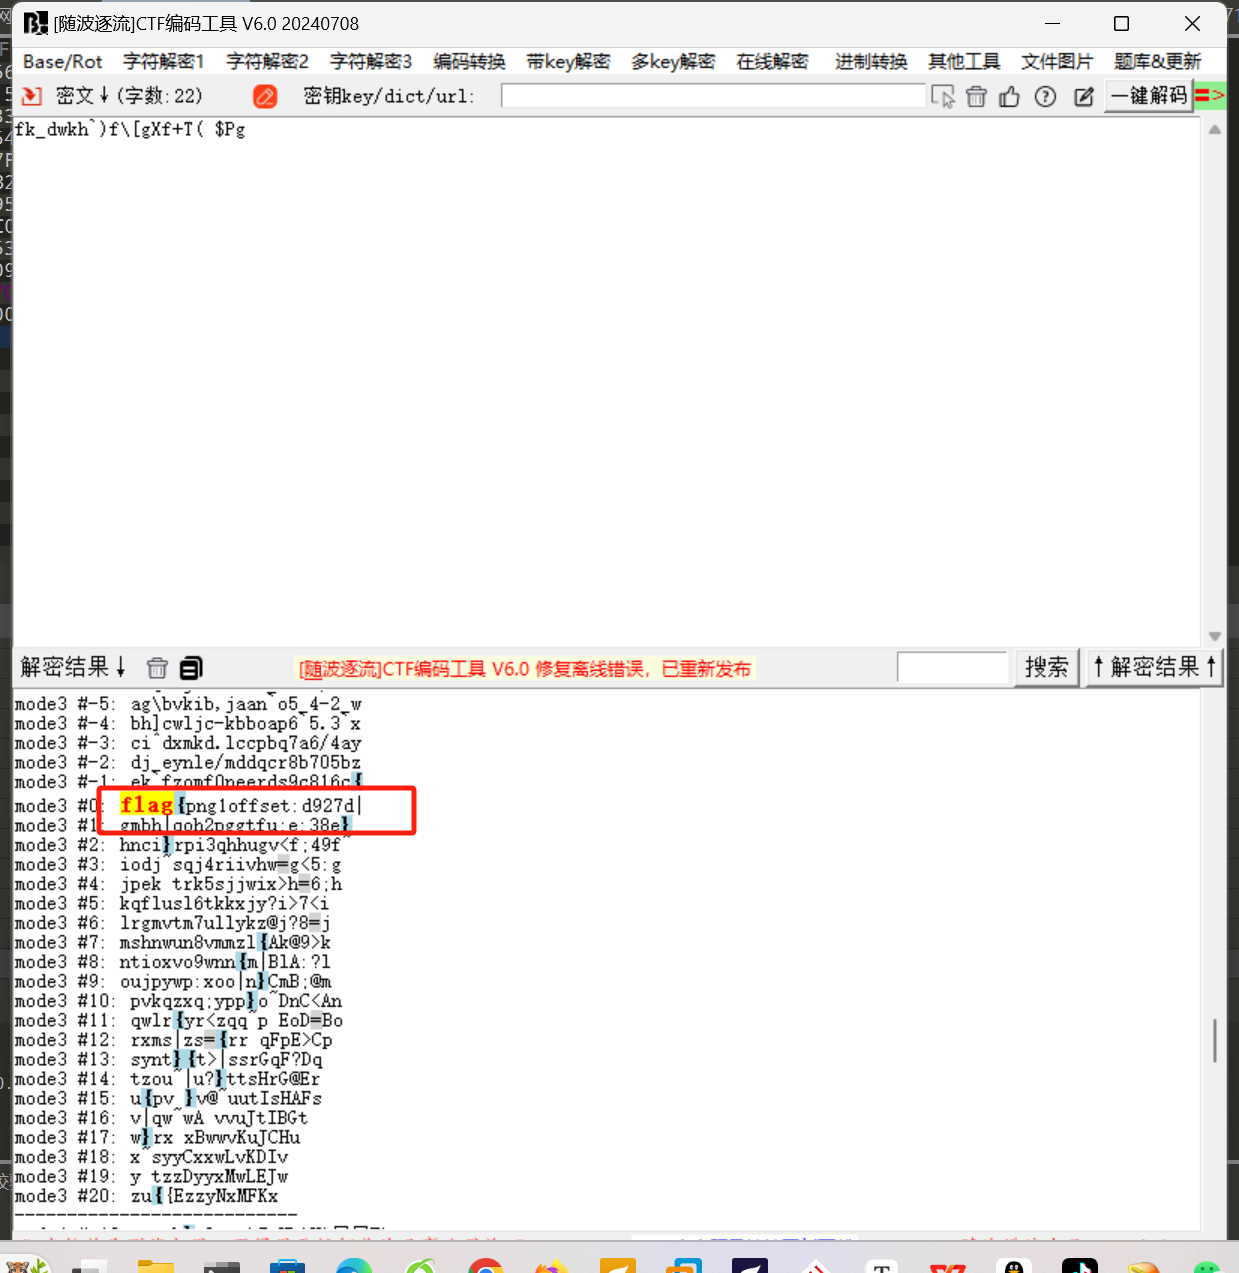 [随波逐流]CTF编码工具 V6.0 20240708
Base/Rot 字符解密1 字符解密2 字符解密3 编码转换 带key解密 多key解密 在线解密 进制转换 其他工具 文件图片 题库&更新
密文↓(字数:22) 密钥key/dict/url: 一键解码 =>
fk_dwkh`)f\[gXf+T( $Pg
解密结果↓ [随波逐流]CTF编码工具 V6.0 修复离线错误，已重新发布 搜索 ↑解密结果↑
mode3 #-5: ag\bvkib,jaan`o5_4-2_w
mode3 #-4: bh]cwljc-kbboap6`5.3`x
mode3 #-3: ci^dxmkd.lccpbq7a6/4ay
mode3 #-2: dj_eynle/mddqcr8b705bz
mode3 #-1: ek`fzomf0neerds9c816c{
mode3 #0: flag{png1offset:d927d|
mode3 #1: gmbh|qoh2pggtfu;e:38e}
mode3 #2: hnci}rpi3qhhugv<f;49f~
mode3 #3: iodj~sqj4riivhw=g<5:g
mode3 #4: jpek trk5sjjwix>h=6;h
mode3 #5: kqflusl6tkkxjy?i>7<i
mode3 #6: lrgmvtm7ullykz@j?8=j
mode3 #7: mshnwun8vmmzl{Ak@9>k
mode3 #8: ntioxvo9wnn{m|BlA:?l
mode3 #9: oujpywp:xoo|n}CmB;@m
mode3 #10: pvkqzxq;ypp}o~DnC<An
mode3 #11: qwlr{yr<zqq~p EoD=Bo
mode3 #12: rxms|zs={rr qFpE>Cp
mode3 #13: synt}{t>|ssrGqF?Dq
mode3 #14: tzou~|u?}ttsHrG@Er
mode3 #15: u{pv }v@~uutIsHAFs
mode3 #16: v|qw~wA vvuJtIBGt
mode3 #17: w}rx xBwwvKuJCHu
mode3 #18: x~syyCxxwLvKDIv
mode3 #19: y tzzDyyxMwLEJw
mode3 #20: zu{{EzzyNxMFKx
--------------------------